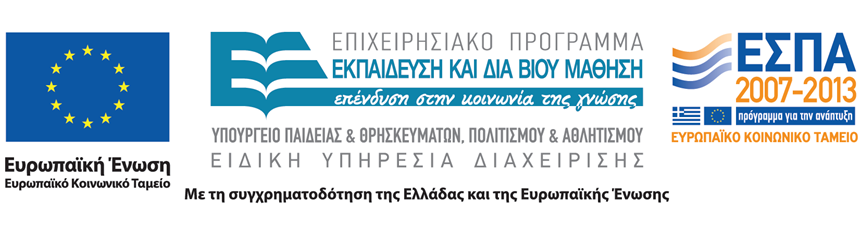 Ευρωπαϊκή Ένωση
Ευρωπαϊκό Κοινωνικό Ταμείο
ΕΠΙΧΕΙΡΗΣΙΑΚΟ ΠΡΟΓΡΑΜΜΑ
ΕΚΠΑΙΔΕΥΣΗ ΚΑΙ ΔΙΑ ΒΙΟΥ ΜΑΘΗΣΗ
επένδυση στην κοινωνία της γνώσης
ΥΠΟΥΡΓΕΙΟ ΠΑΙΔΕΙΑΣ & ΘΡΗΣΚΕΥΜΑΤΩΝ, ΠΟΛΙΤΙΣΜΟΥ & ΑΘΛΗΤΙΣΜΟΥ
ΕΙΔΙΚΗ ΥΠΗΡΕΣΙΑ ΔΙΑΧΕΙΡΙΣΗΣ
ΕΣΠΑ
2007-2013
πρόγραμμα για την ανάπτυξη
ΕΥΡΩΠΑΪΚΟ ΚΟΙΝΩΝΙΚΟ ΤΑΜΕΙΟ
Με τη συγχρηματοδότηση της Ελλάδας και της Ευρωπαϊκής Ένωσης